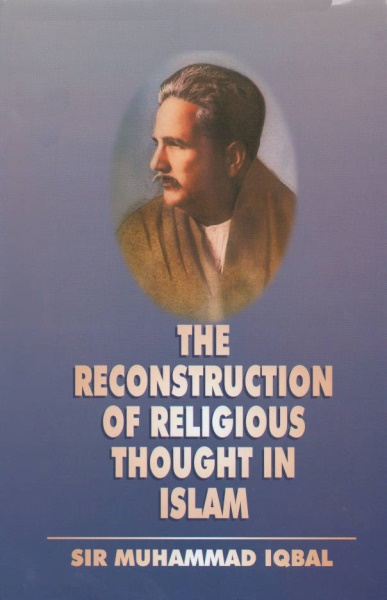 THE
RECONSTRUCTION
OF RELIGIOUS
THOUGHT IN
ISLAM
SIR MUHAMMAD IQBAL